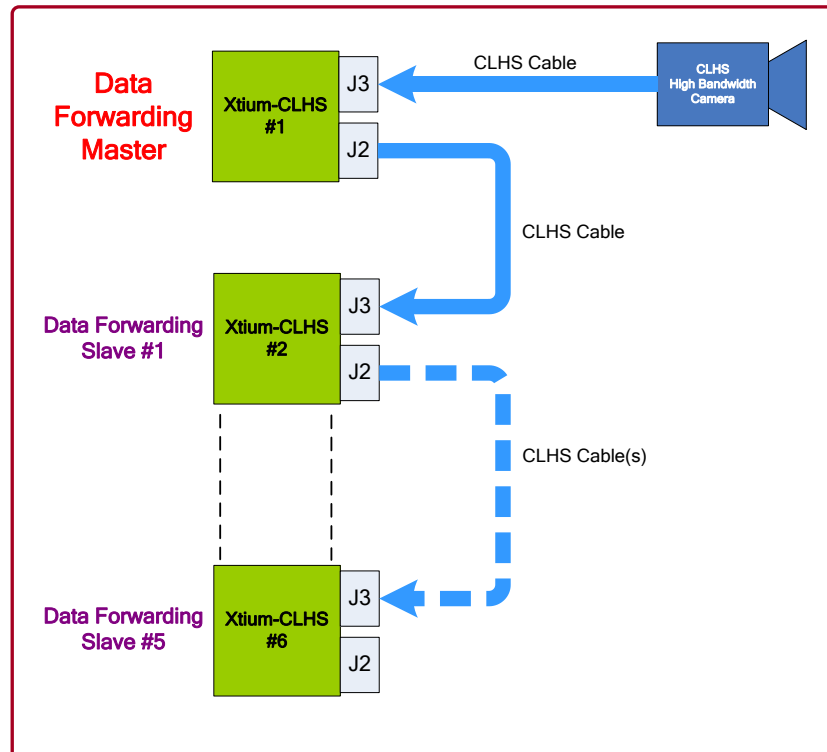 Data
Forwarding
Master
Xtium-CLHS
#1
J3
J2
CLHS Cable
CLHS
High Bandwidth
Camera
CLHS Cable
Data Forwarding
Slave #1
Xtium-CLHS
#2
J3
J2
CLHS Cable(s)
Data Forwarding
Slave #5
Xtium-CLHS
#6
J3
J2